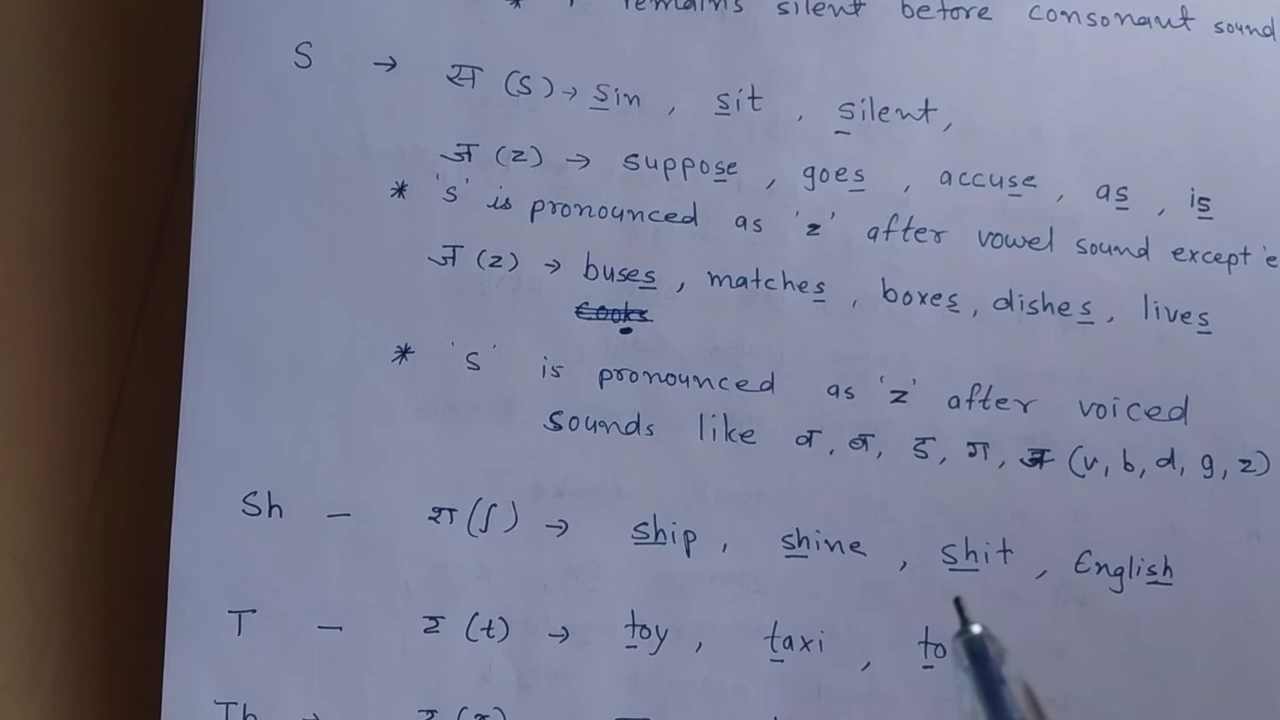 * remains silent before consonant sound
S → स (s) → sin, sit, silent,
ज़ (z) → suppose, goes, accuse, as, is
* 's' is pronounced as 'z' after vowel sound except 'e
ज़ (z) → buses, matches, boxes, dishes, lives
* 's' is pronounced as 'z' after voiced
sounds like व, ब, ड, ग, ज़ (v, b, d, g, z)
Sh - श (ʃ) → ship, shine, shit, English
T - ट (t) → toy, taxi, to
Th →